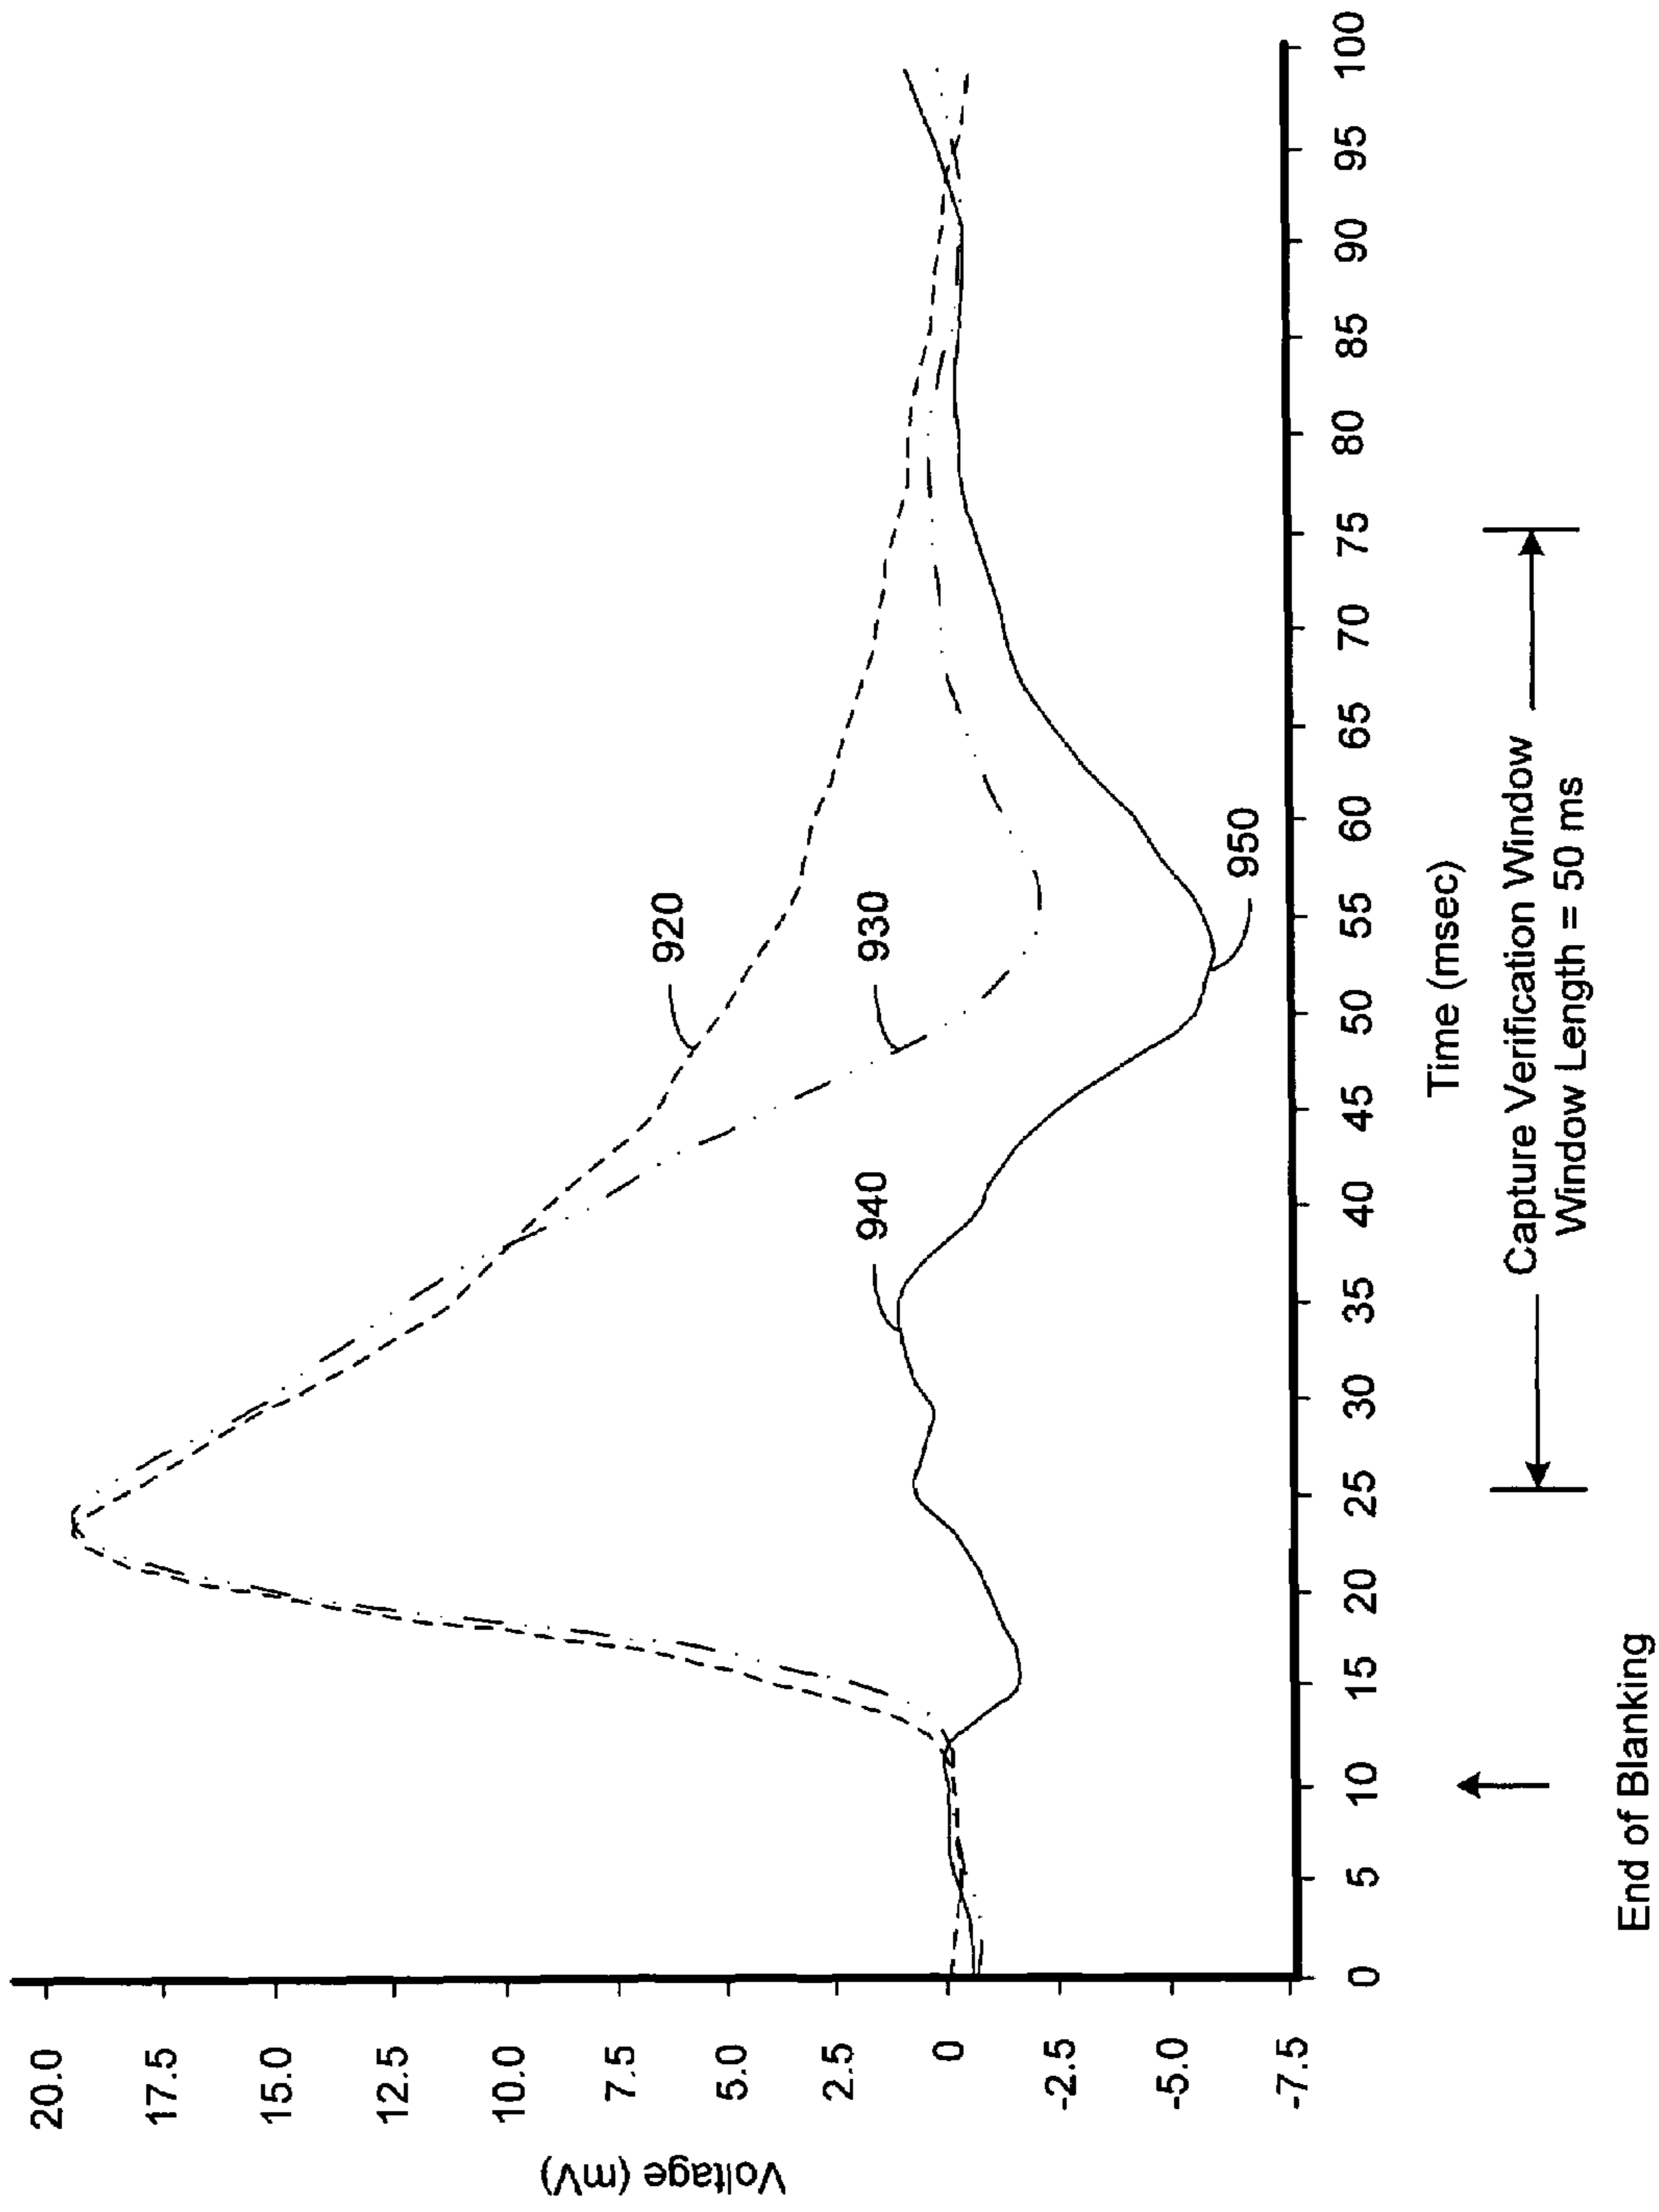 Voltage (mV)
20.0
17.5
15.0
12.5
10.0
7.5
5.0
2.5
0
-2.5
-5.0
-7.5
920
930
940
950
0 5 10 15 20 25 30 35 40 45 50 55 60 65 70 75 80 85 90 95 100
Time (msec)
End of Blanking
Capture Verification Window
Window Length = 50 ms